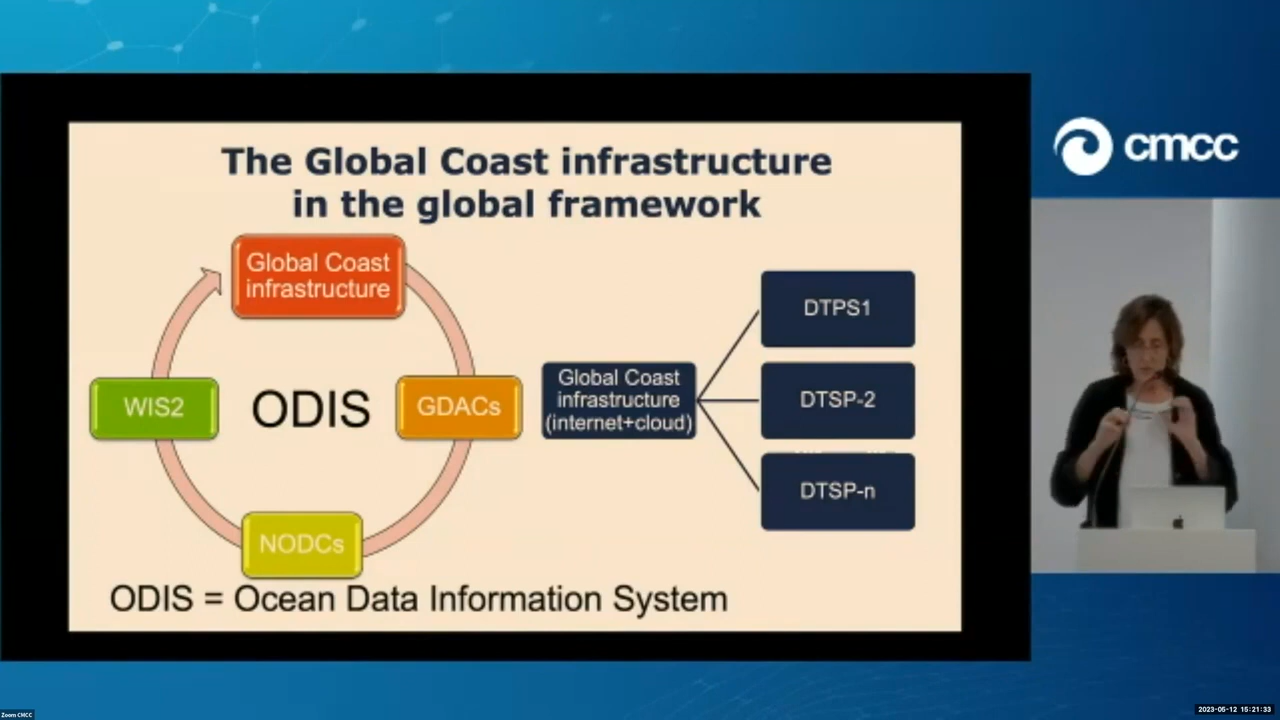 The Global Coast infrastructure
in the global framework
cmcc
Global Coast
infrastructure
WIS2
ODIS
GDACs
NODCs
Global Coast
infrastructure
(internet+cloud)
DTPS1
DTSP-2
DTSP-n
ODIS = Ocean Data Information System
Zoom CMCC
2023-05-12 15:21:33